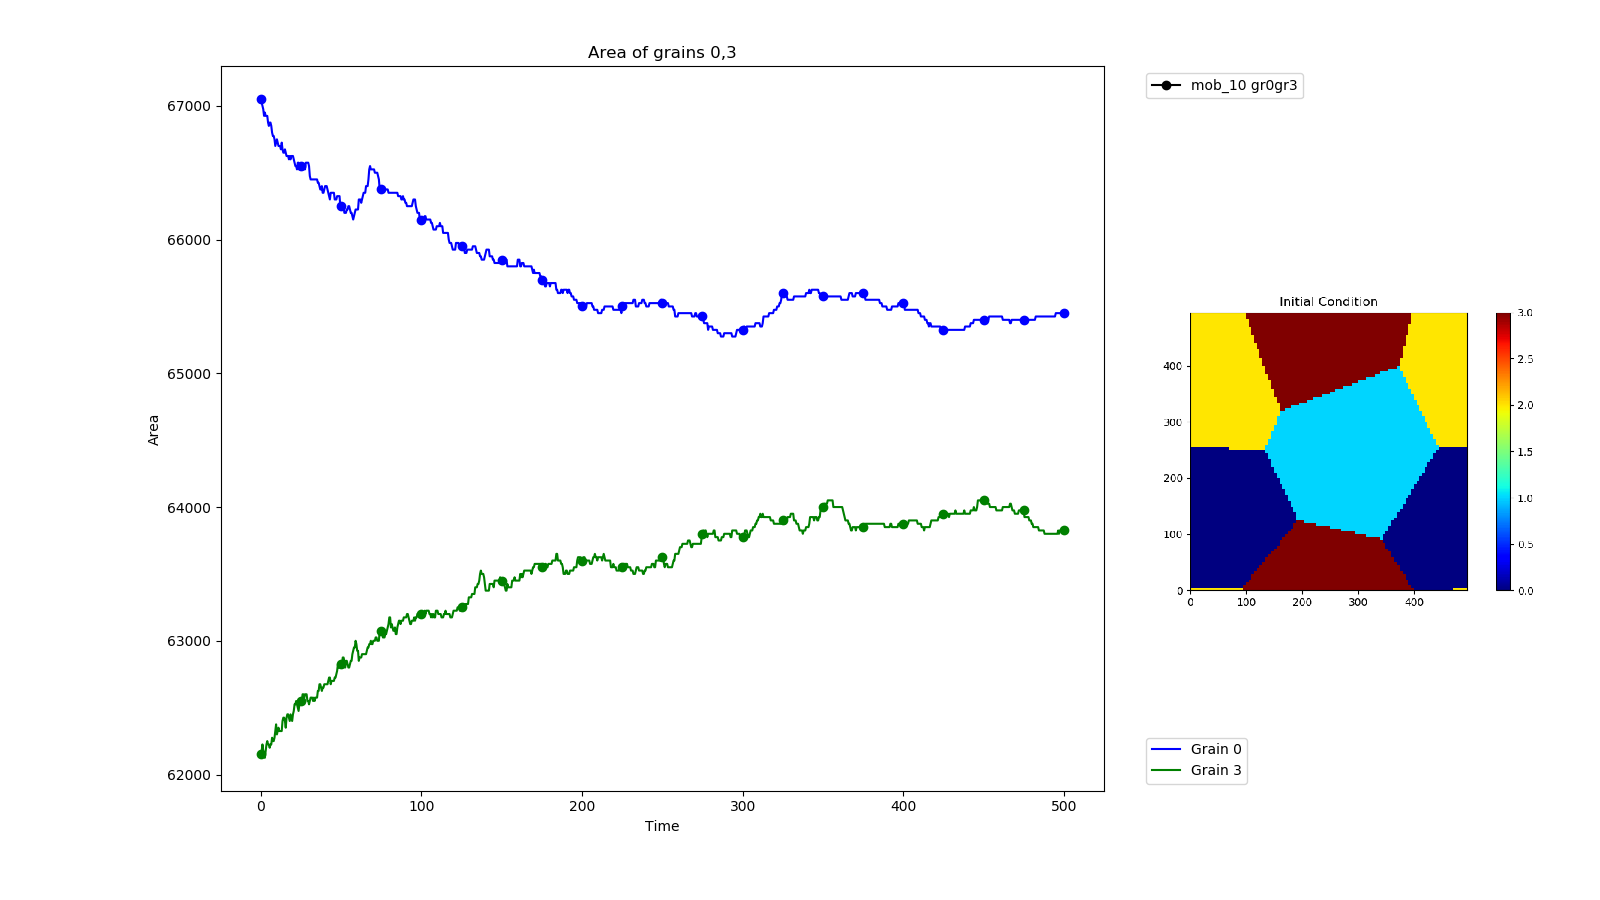 Area of grains 0,3
mob_10 gr0gr3
67000
66000
65000
64000
63000
62000
Area
0 100 200 300 400 500
Time
Initial Condition
400
300
200
100
0
0 100 200 300 400
3.0
2.5
2.0
1.5
1.0
0.5
0.0
Grain 0
Grain 3